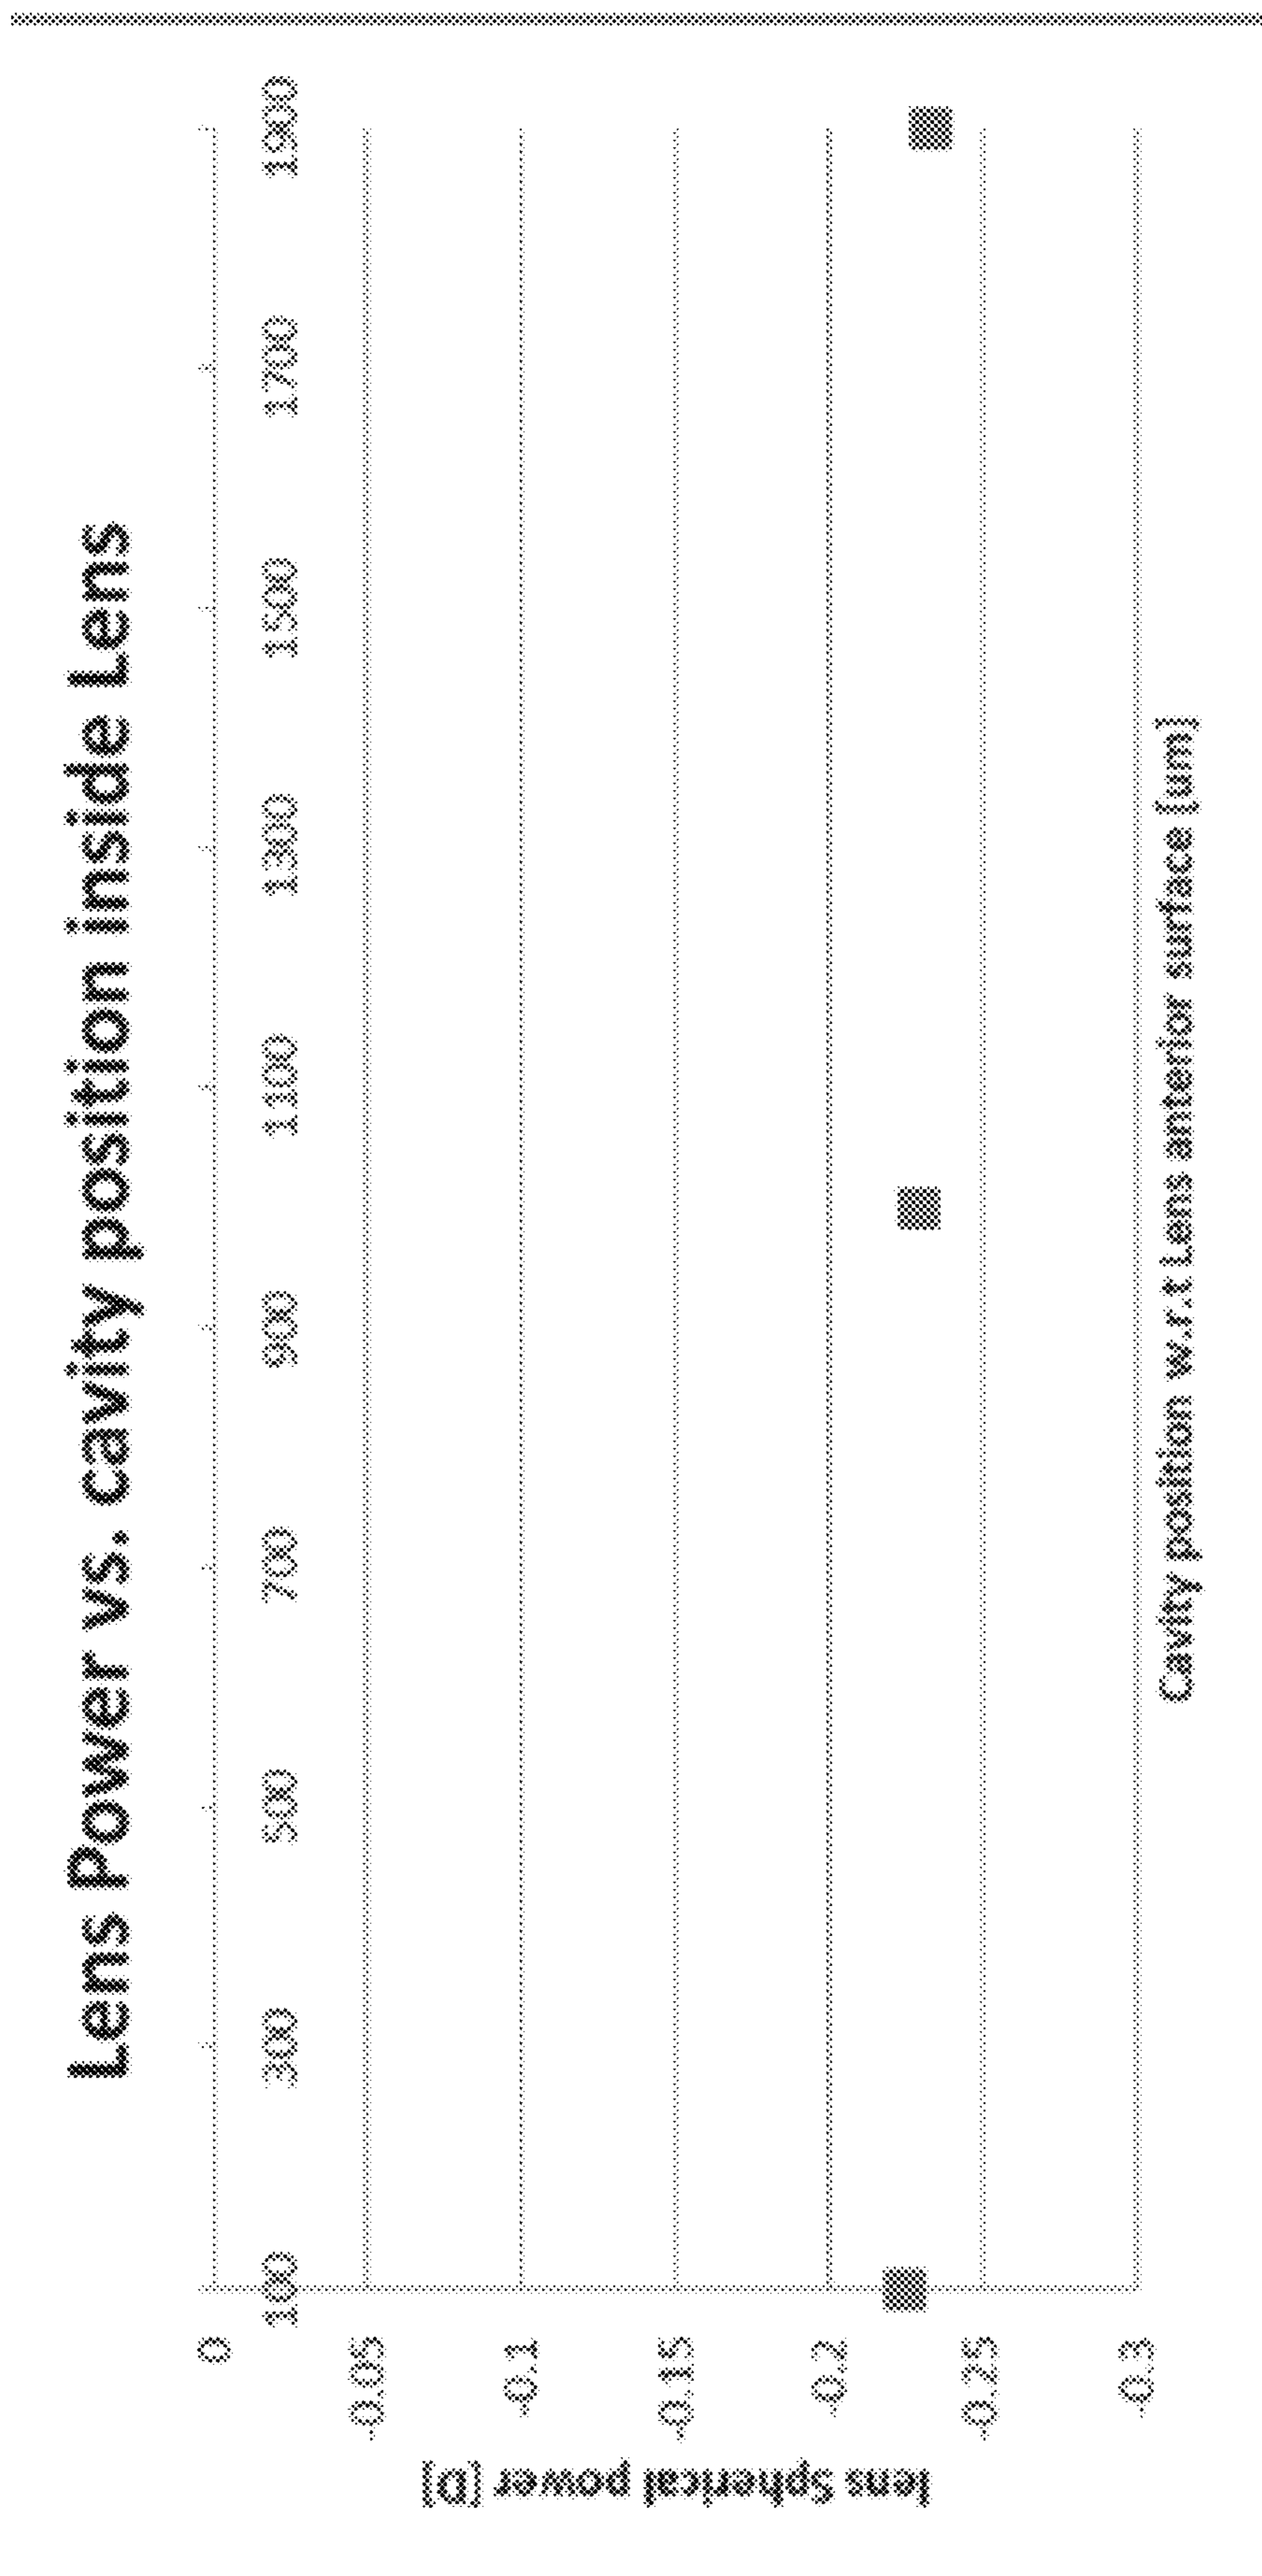 Lens Power vs. cavity position inside Lens
0
-0.05
-0.1
-0.15
-0.2
-0.25
-0.3
100 300 500 700 900 1100 1300 1500 1700 1900
lens Spherical power [D]
Cavity position w.r.t Lens anterior surface [um]